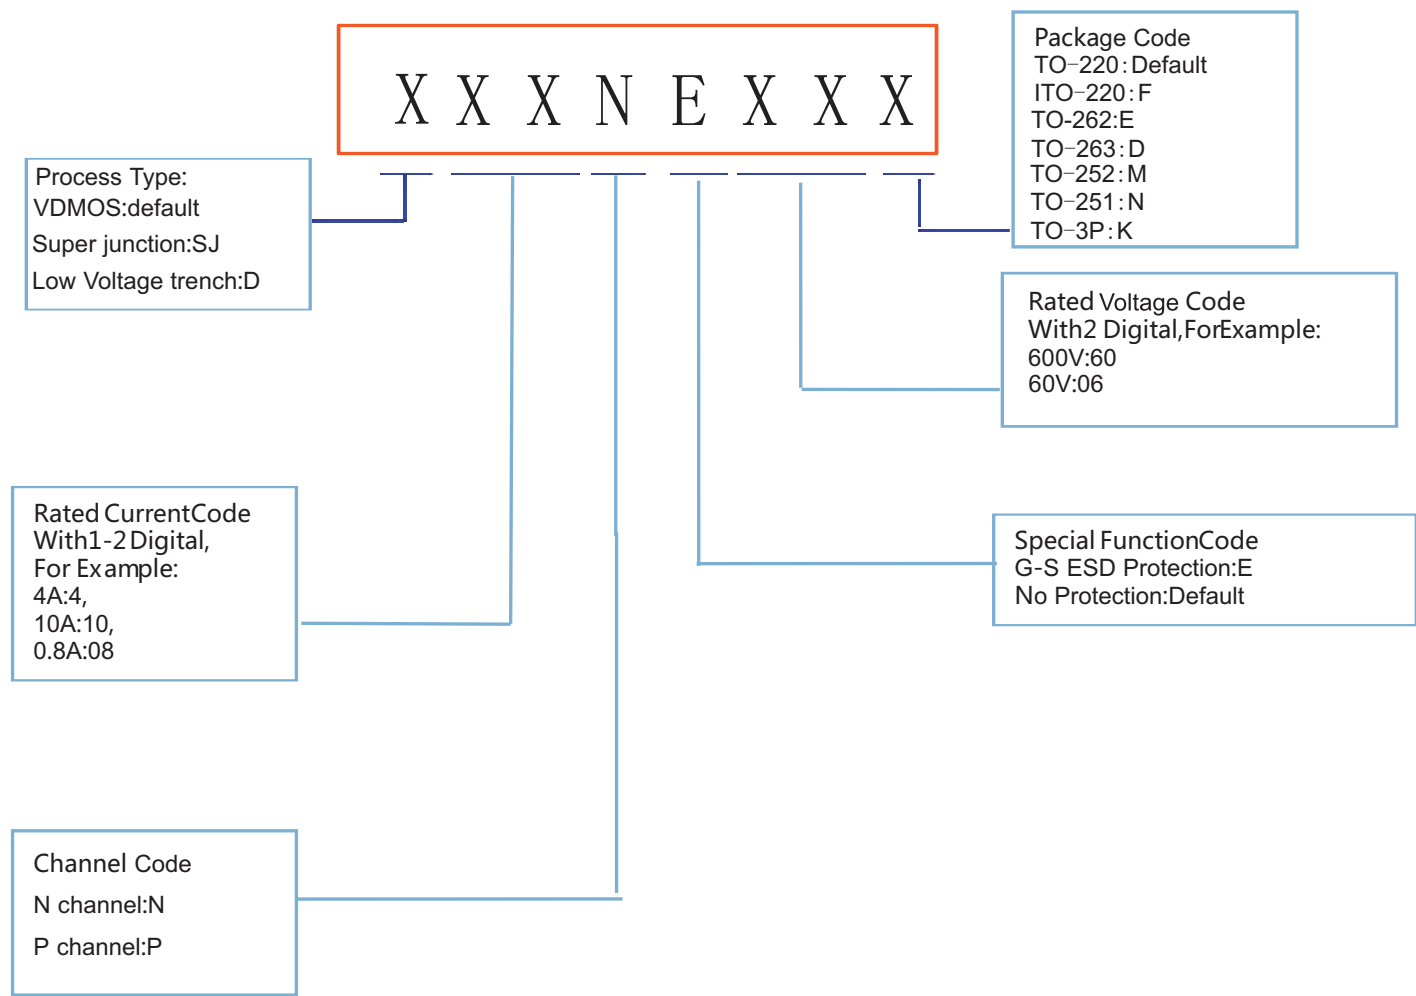 X X X N E X X X
Package Code
TO-220:Default
ITO-220:F
TO-262:E
TO-263:D
TO-252:M
TO-251:N
TO-3P:K
Process Type:
VDMOS:default
Super junction:SJ
Low Voltage trench:D
Rated Voltage Code
With2 Digital,ForExample:
600V:60
60V:06
Rated CurrentCode
With1-2Digital,
For Example:
4A:4,
10A:10,
0.8A:08
Special FunctionCode
G-S ESD Protection:E
No Protection:Default
Channel Code
N channel:N
P channel:P